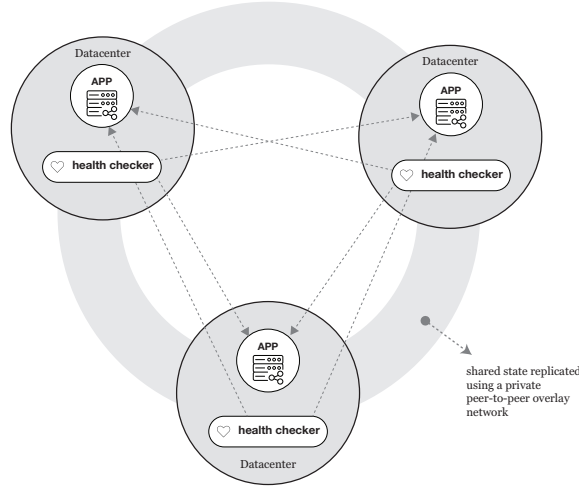 Datacenter
APP
health checker
Datacenter
APP
health checker
APP
health checker
Datacenter
shared state replicated
using a private
peer-to-peer overlay
network